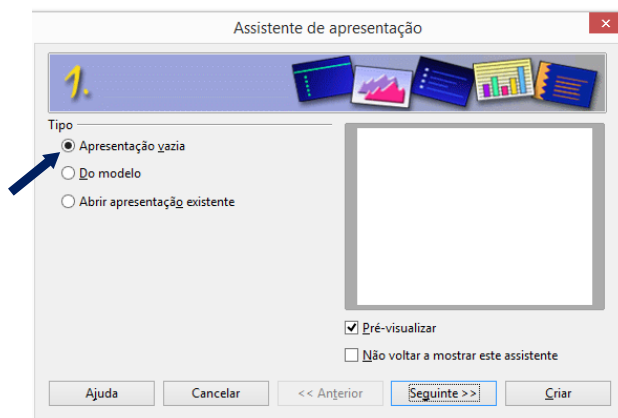 Assistente de apresentação
1.
Tipo
Apresentação vazia
Do modelo
Abrir apresentação existente
Pré-visualizar
Não voltar a mostrar este assistente
Ajuda Cancelar << Anterior Seguinte >> Criar